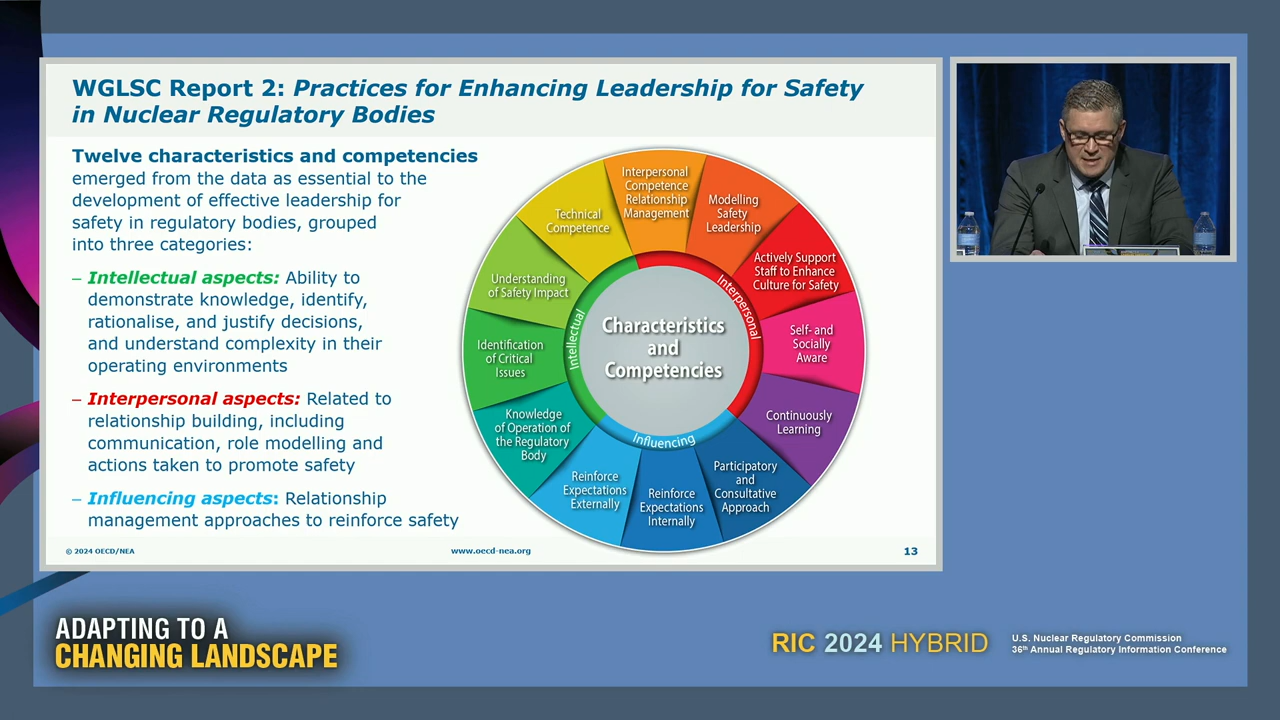 WGLSC Report 2: Practices for Enhancing Leadership for Safety
in Nuclear Regulatory Bodies
Twelve characteristics and competencies
emerged from the data as essential to the
development of effective leadership for
safety in regulatory bodies, grouped
into three categories:
– Intellectual aspects: Ability to
demonstrate knowledge, identify,
rationalise, and justify decisions,
and understand complexity in their
operating environments
– Interpersonal aspects: Related to
relationship building, including
communication, role modelling and
actions taken to promote safety
– Influencing aspects: Relationship
management approaches to reinforce safety
Interpersonal
Competence
Relationship
Management
Modelling
Safety
Leadership
Actively Support
Staff to Enhance
Culture for Safety
Self- and
Socially
Aware
Continuously
Learning
Participatory
and
Consultative
Approach
Reinforce
Expectations
Internally
Reinforce
Expectations
Externally
Knowledge
of Operation of
the Regulatory
Body
Identification
of Critical
Issues
Understanding
of Safety Impact
Technical
Competence
Intellectual
Interpersonal
Influencing
Characteristics
and
Competencies
© 2024 OECD/NEA
www.oecd-nea.org
13
ADAPTING TO A
CHANGING LANDSCAPE
RIC 2024 HYBRID
U.S. Nuclear Regulatory Commission
36th Annual Regulatory Information Conference